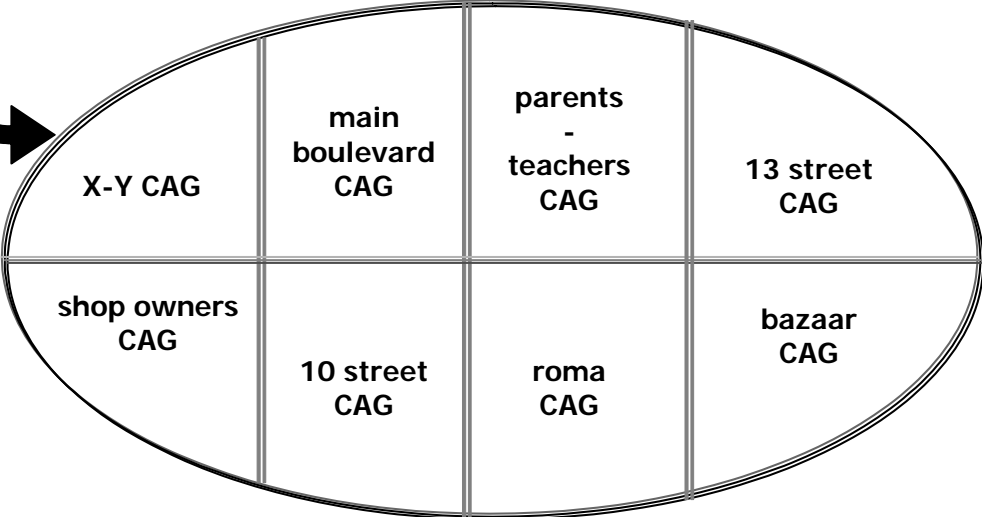 X-Y CAG
main
boulevard
CAG
parents
-
teachers
CAG
13 street
CAG
shop owners
CAG
10 street
CAG
roma
CAG
bazaar
CAG